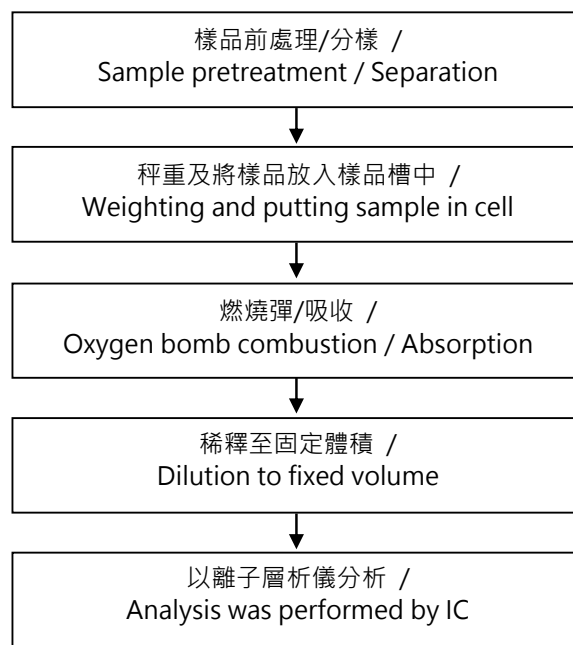 樣品前處理/分樣 /
Sample pretreatment / Separation
秤重及將樣品放入樣品槽中 /
Weighting and putting sample in cell
燃燒彈/吸收 /
Oxygen bomb combustion / Absorption
稀釋至固定體積 /
Dilution to fixed volume
以離子層析儀分析 /
Analysis was performed by IC